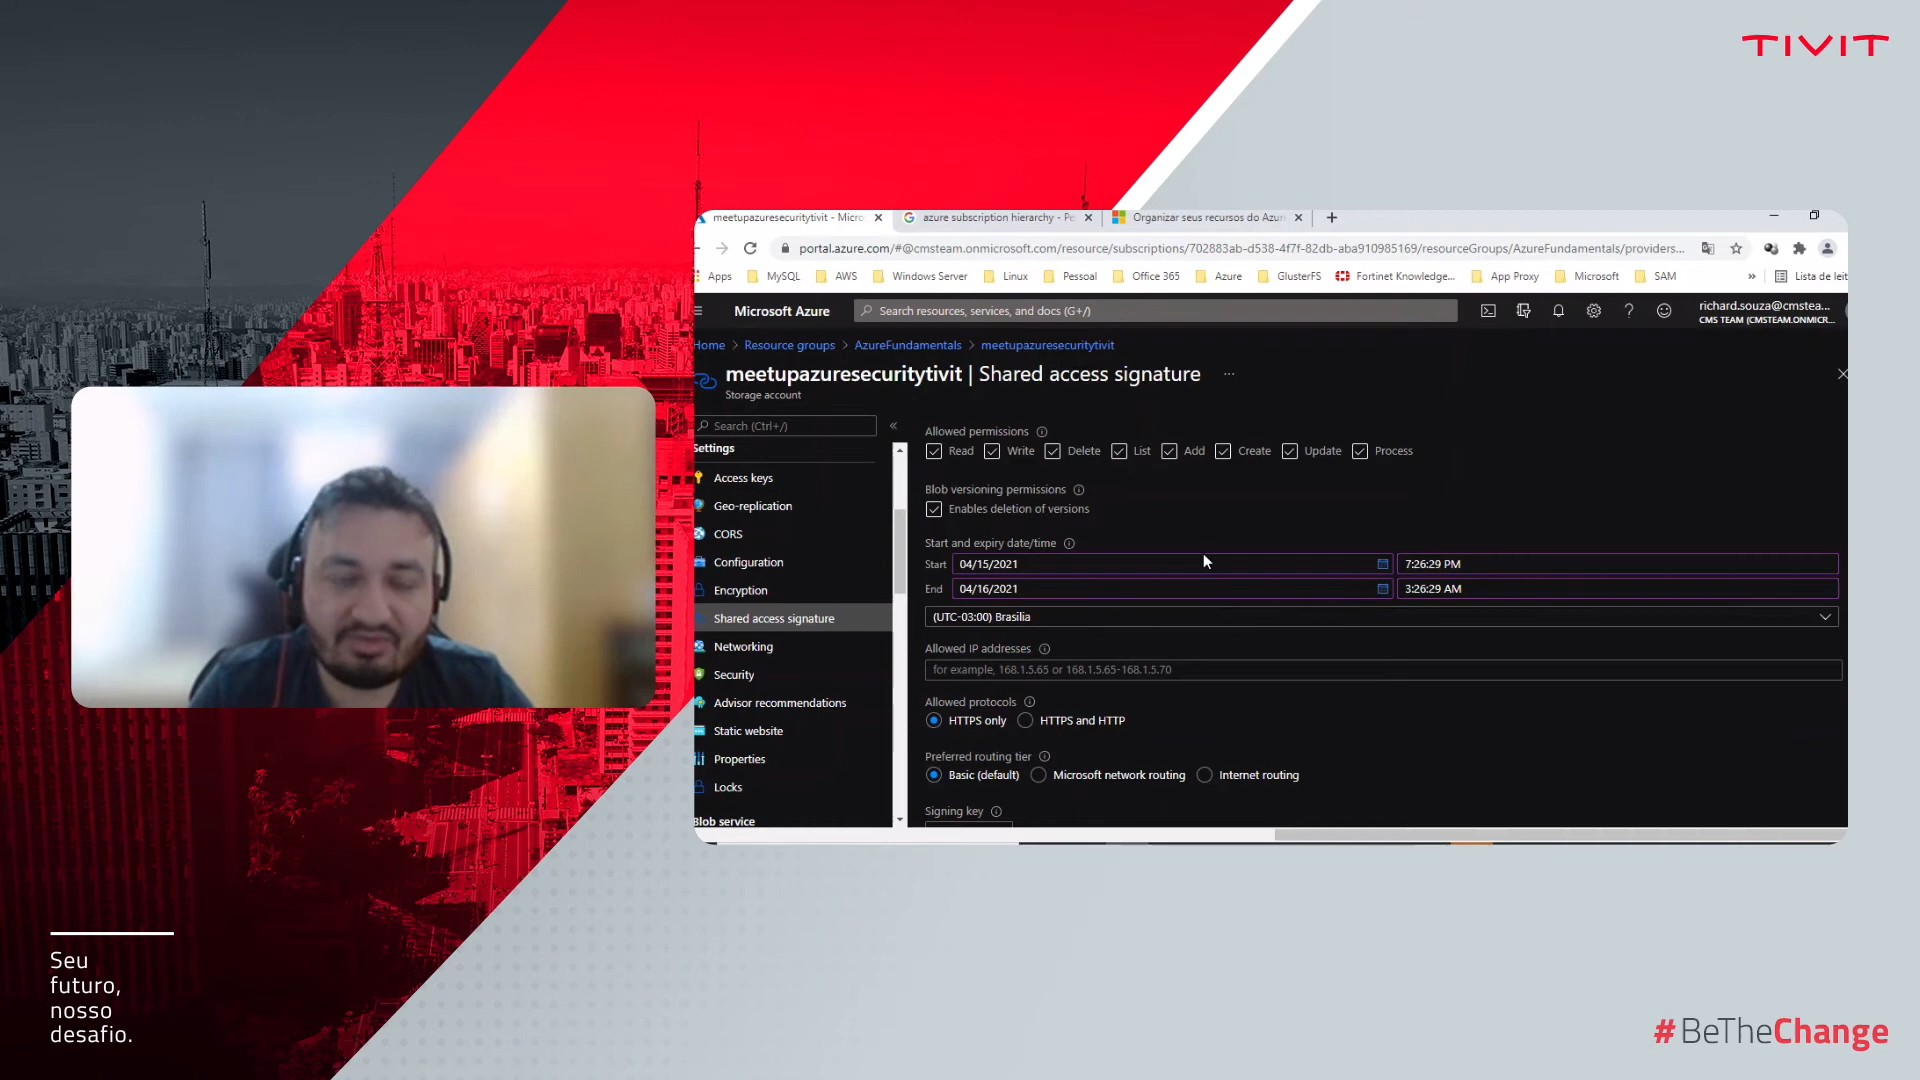 TIVIT
meetupazuresecuritytivit - Micro
azure subscription hierarchy - Pe
Organizar seus recursos do Azur
portal.azure.com/#@cmsteam.onmicrosoft.com/resource/subscriptions/702883ab-d538-4f7f-82db-aba910985169/resourceGroups/AzureFundamentals/providers...
Apps MySQL AWS Windows Server Linux Pessoal Office 365 Azure GlusterFS Fortinet Knowledge... App Proxy Microsoft SAM » Lista de leit
Microsoft Azure
Search resources, services, and docs (G+/)
richard.souza@cmstea...
CMS TEAM (CMSTEAM.ONMICR...
Home > Resource groups > AzureFundamentals > meetupazuresecuritytivit
meetupazuresecuritytivit | Shared access signature ...
Storage account
Search (Ctrl+/)
«
Settings
Access keys
Geo-replication
CORS
Configuration
Encryption
Shared access signature
Networking
Security
Advisor recommendations
Static website
Properties
Locks
Blob service
Allowed permissions
Read Write Delete List Add Create Update Process
Blob versioning permissions
Enables deletion of versions
Start and expiry date/time
Start 04/15/2021 7:26:29 PM
End 04/16/2021 3:26:29 AM
(UTC-03:00) Brasilia
Allowed IP addresses
for example, 168.1.5.65 or 168.1.5.65-168.1.5.70
Allowed protocols
HTTPS only HTTPS and HTTP
Preferred routing tier
Basic (default) Microsoft network routing Internet routing
Signing key
Seu
futuro,
nosso
desafio.
#BeTheChange